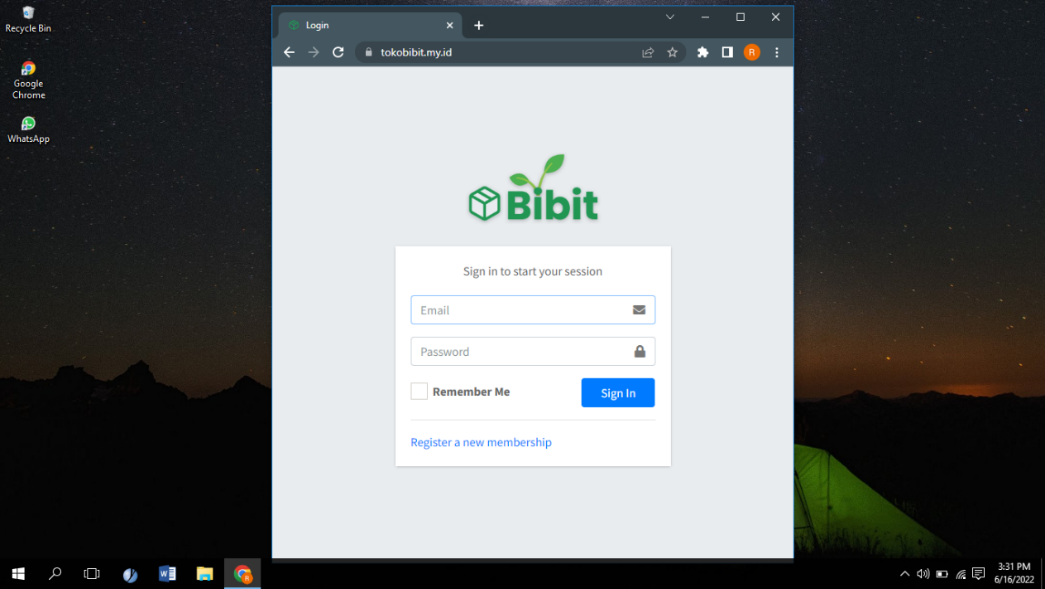 Recycle Bin
Google
Chrome
WhatsApp
Login
tokobibit.my.id
R
Bibit
Sign in to start your session
Email
Password
Remember Me
Sign In
Register a new membership
W
R
3:31 PM
6/16/2022